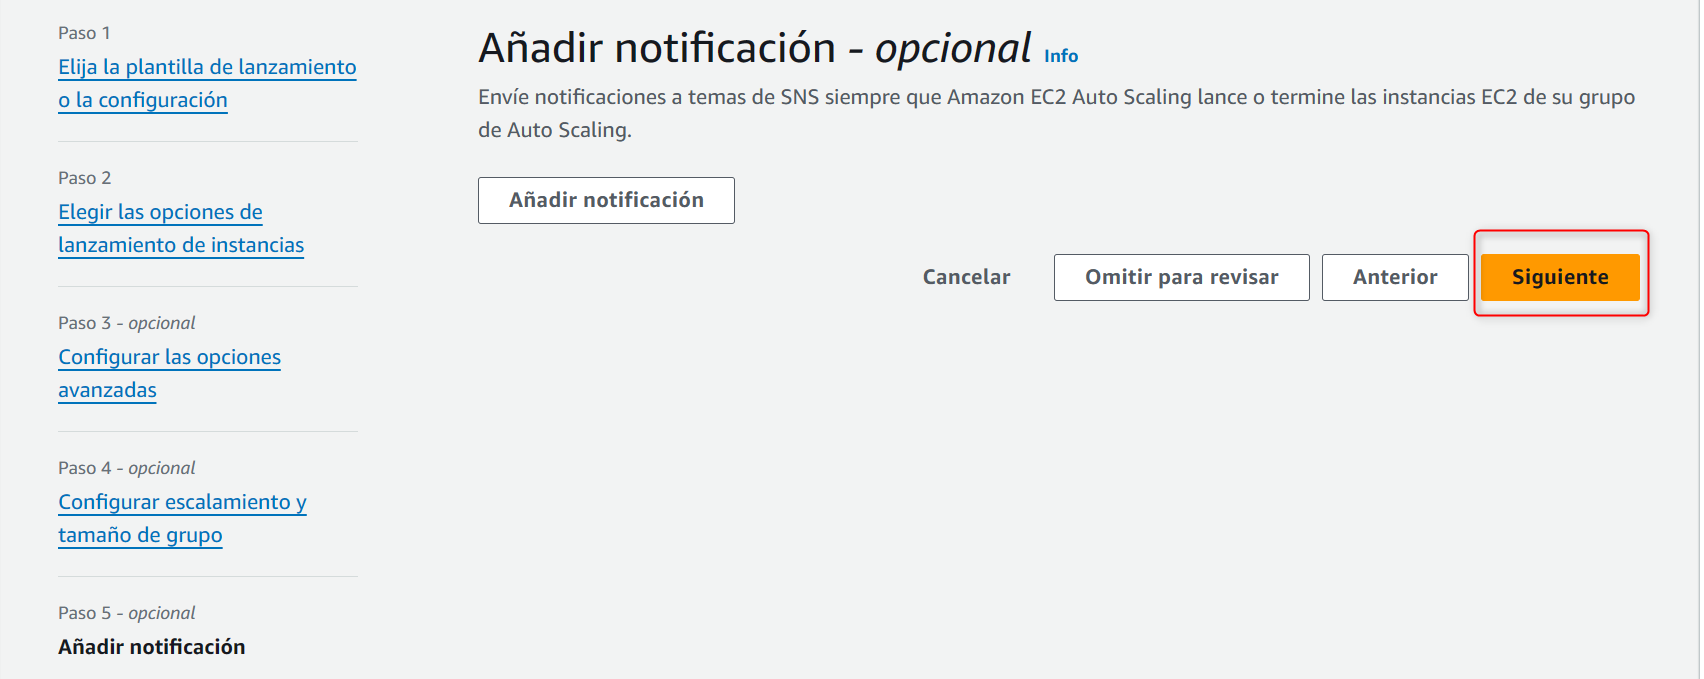 Paso 1
Elija la plantilla de lanzamiento
o la configuración
Paso 2
Elegir las opciones de
lanzamiento de instancias
Paso 3 - opcional
Configurar las opciones
avanzadas
Paso 4 - opcional
Configurar escalamiento y
tamaño de grupo
Paso 5 - opcional
Añadir notificación
Añadir notificación - opcional Info
Envíe notificaciones a temas de SNS siempre que Amazon EC2 Auto Scaling lance o termine las instancias EC2 de su grupo
de Auto Scaling.
Añadir notificación
Cancelar Omitir para revisar Anterior Siguiente